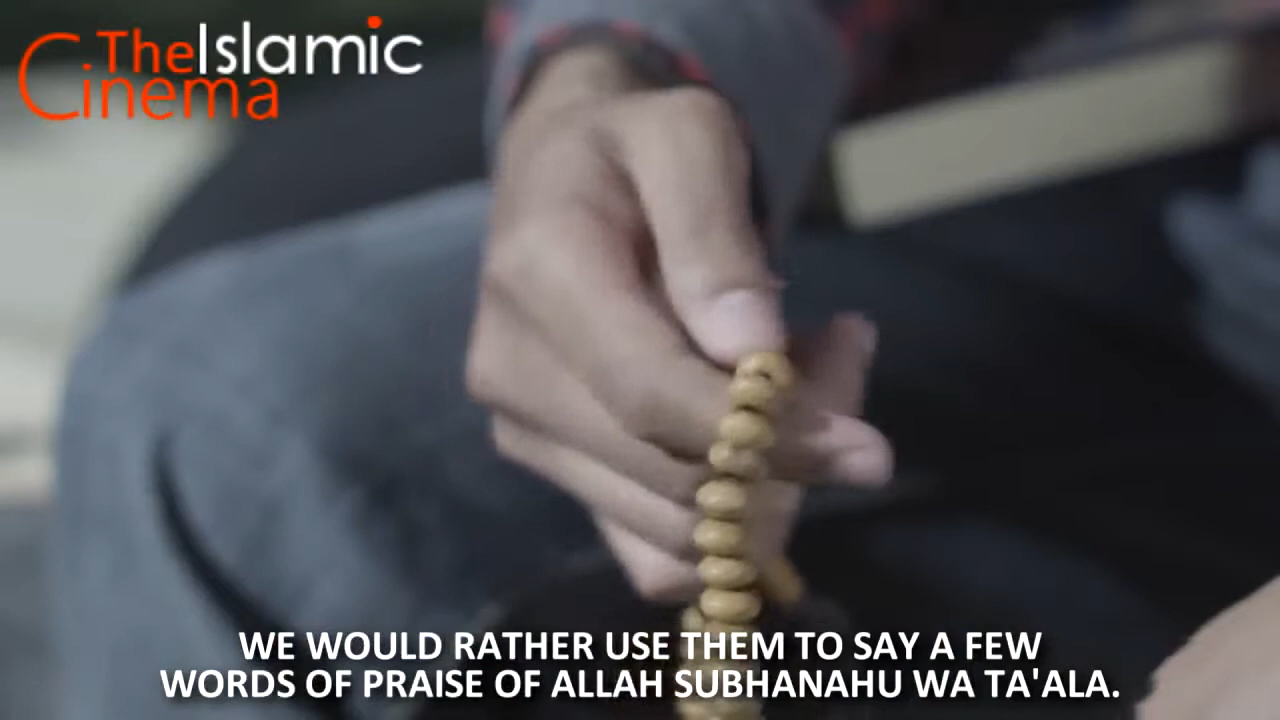 TheIslamic
Cinema
WE WOULD RATHER USE THEM TO SAY A FEW
WORDS OF PRAISE OF ALLAH SUBHANAHU WA TA'ALA.